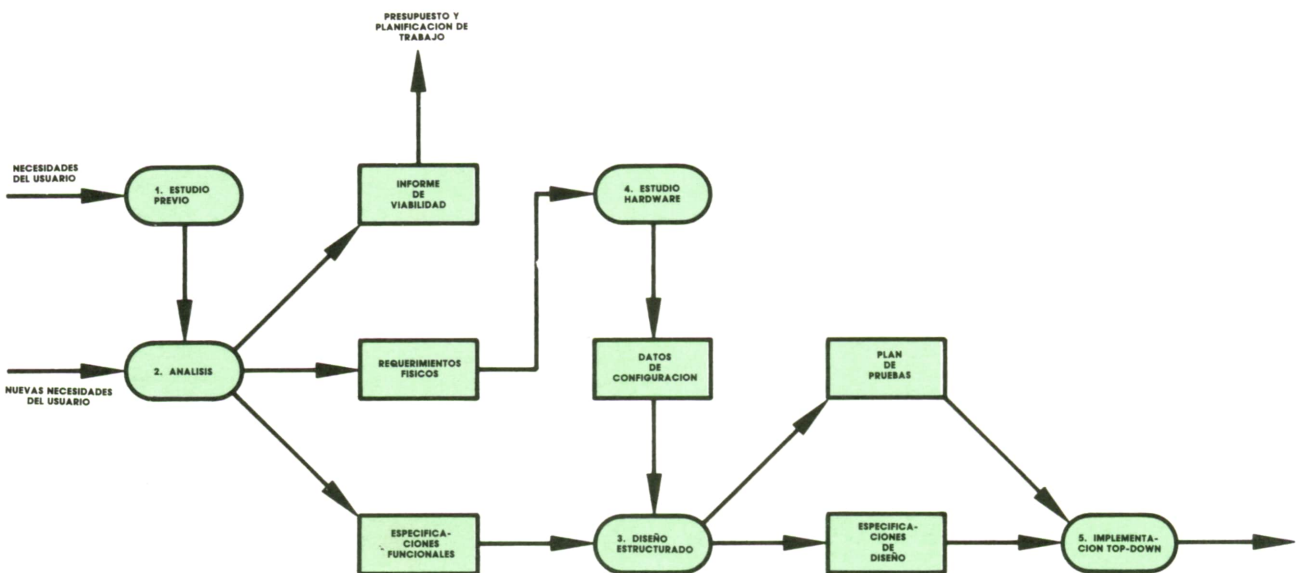 PRESUPUESTO Y
PLANIFICACION DE
TRABAJO
NECESIDADES
DEL USUARIO
1. ESTUDIO
PREVIO
INFORME
DE
VIABILIDAD
4. ESTUDIO
HARDWARE
NUEVAS NECESIDADES
DEL USUARIO
2. ANALISIS
REQUERIMIENTOS
FISICOS
DATOS
DE
CONFIGURACION
PLAN
DE
PRUEBAS
ESPECIFICA-
CIONES
FUNCIONALES
3. DISEÑO
ESTRUCTURADO
ESPECIFICA-
CIONES
DE
DISEÑO
5. IMPLEMENTA-
CION TOP-DOWN